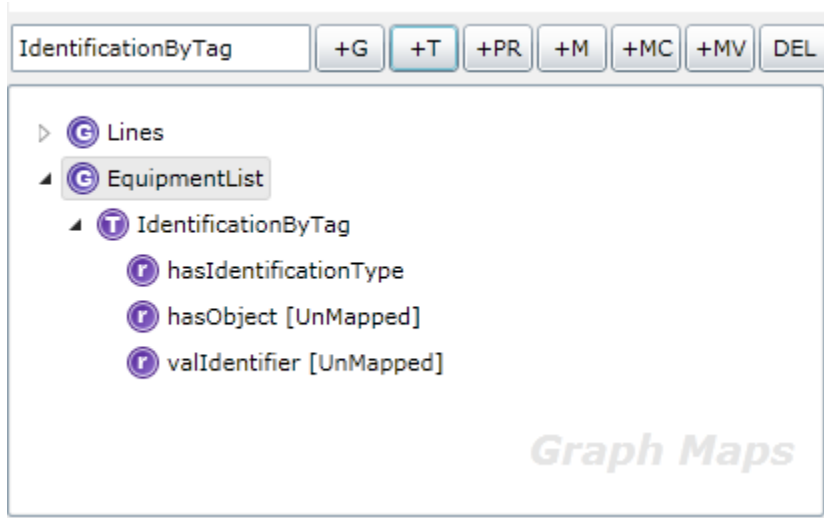 IdentificationByTag +G +T +PR +M +MC +MV DEL
G Lines
G EquipmentList
T IdentificationByTag
r hasIdentificationType
r hasObject [UnMapped]
r valIdentifier [UnMapped]
Graph Maps